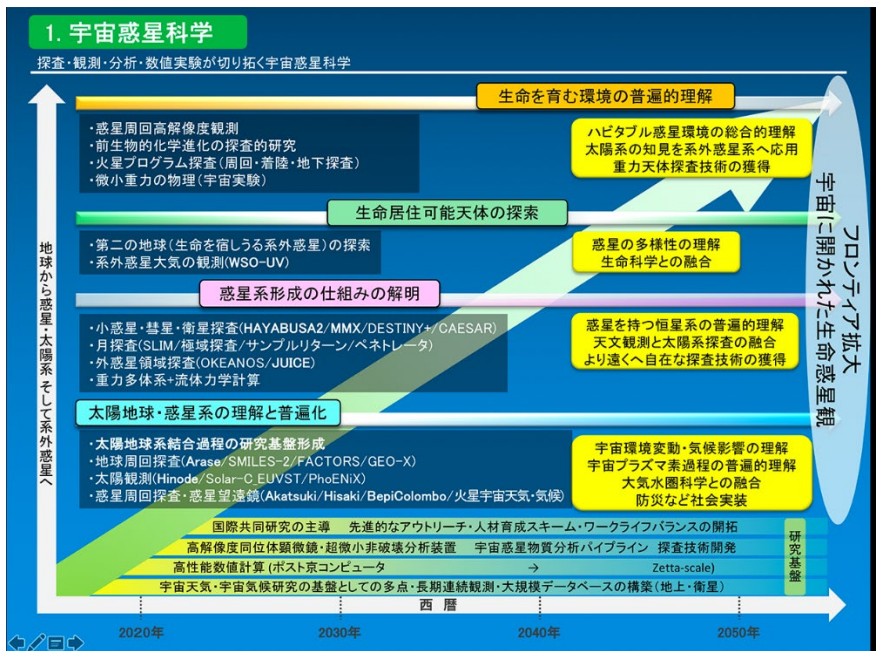 1. 宇宙惑星科学
探査・観測・分析・数値実験が切り拓く宇宙惑星科学
地球から惑星・太陽系 そして系外惑星へ
生命を育む環境の普遍的理解
・惑星周回高解像度観測
・前生物的化学進化の探査的研究
・火星プログラム探査(周回・着陸・地下探査)
・微小重力の物理(宇宙実験)
ハビタブル惑星環境の総合的理解
太陽系の知見を系外惑星系へ応用
重力天体探査技術の獲得
生命居住可能天体の探索
・第二の地球(生命を宿しうる系外惑星)の探索
・系外惑星大気の観測(WSO-UV)
惑星の多様性の理解
生命科学との融合
惑星系形成の仕組みの解明
・小惑星・彗星・衛星探査(HAYABUSA2/MMX/DESTINY+/CAESAR)
・月探査(SLIM/極域探査/サンプルリターン/ペネトレータ)
・外惑星領域探査(OKEANOS/JUICE)
・重力多体系+流体力学計算
惑星を持つ恒星系の普遍的理解
天文観測と太陽系探査の融合
より遠くへ自在な探査技術の獲得
太陽地球・惑星系の理解と普遍化
・太陽地球系結合過程の研究基盤形成
・地球周回探査(Arase/SMILES-2/FACTORS/GEO-X)
・太陽観測(Hinode/Solar-C_EUVST/PhoENiX)
・惑星周回探査・惑星望遠鏡(Akatsuki/Hisaki/BepiColombo/火星宇宙天気・気候)
宇宙環境変動・気候影響の理解
宇宙プラズマ素過程の普遍的理解
大気水圏科学との融合
防災など社会実装
フロンティア拡大
宇宙に開かれた生命惑星観
国際共同研究の主導 先進的なアウトリーチ・人材育成スキーム・ワークライフバランスの開拓
高解像度同位体顕微鏡・超微小非破壊分析装置 宇宙惑星物質分析パイプライン 探査技術開発
高性能数値計算 (ポスト京コンピュータ → Zetta-scale)
宇宙天気・宇宙気候研究の基盤としての多点・長期連続観測・大規模データベースの構築(地上・衛星)
研究基盤
西 暦
2020年 2030年 2040年 2050年